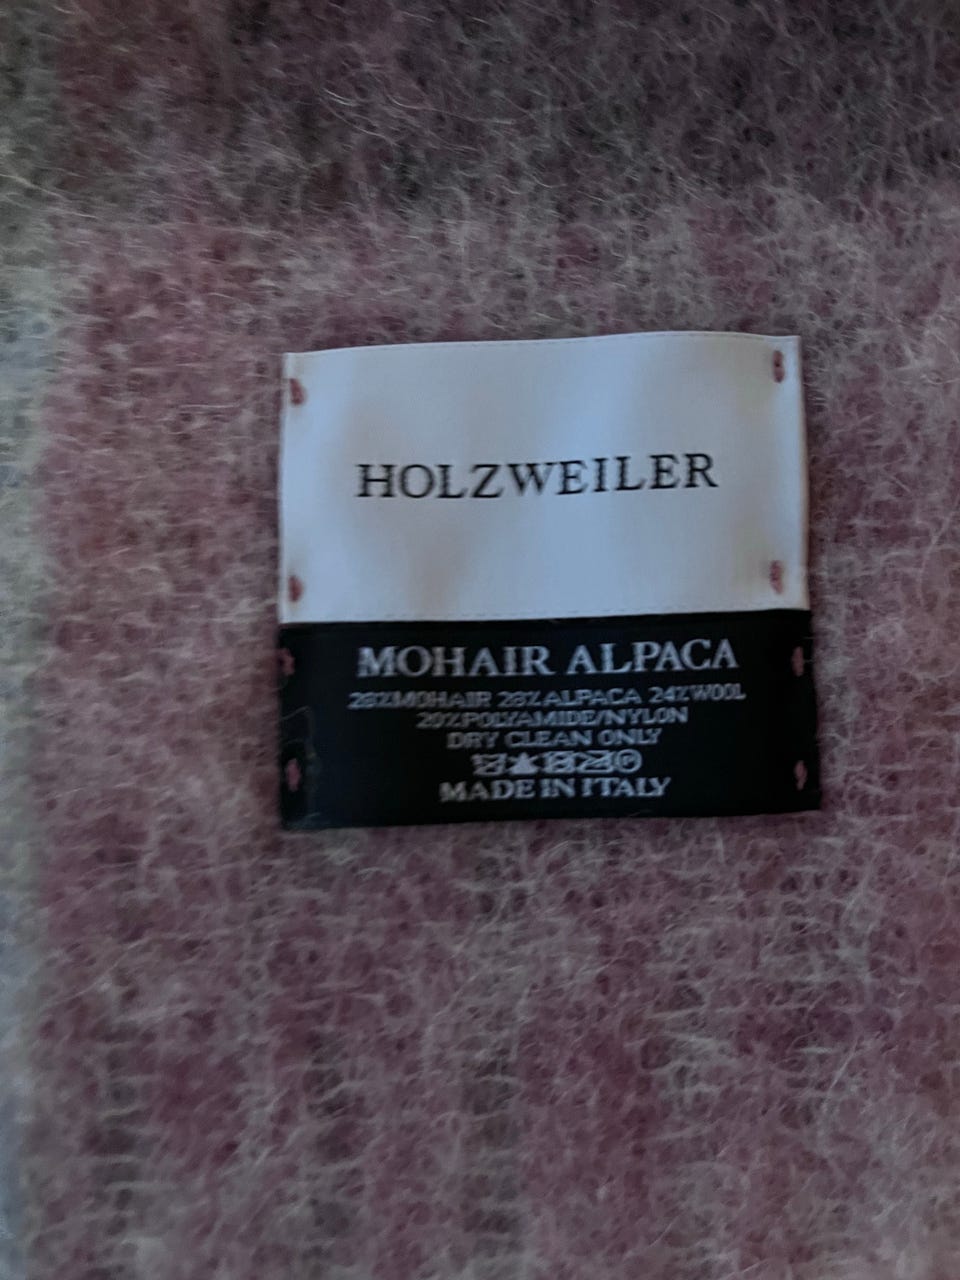 HOLZWEILER
MOHAIR ALPACA
28%MOHAIR 28%ALPACA 24%WOOL
20%POLYAMIDE/NYLON
DRY CLEAN ONLY
MADE IN ITALY